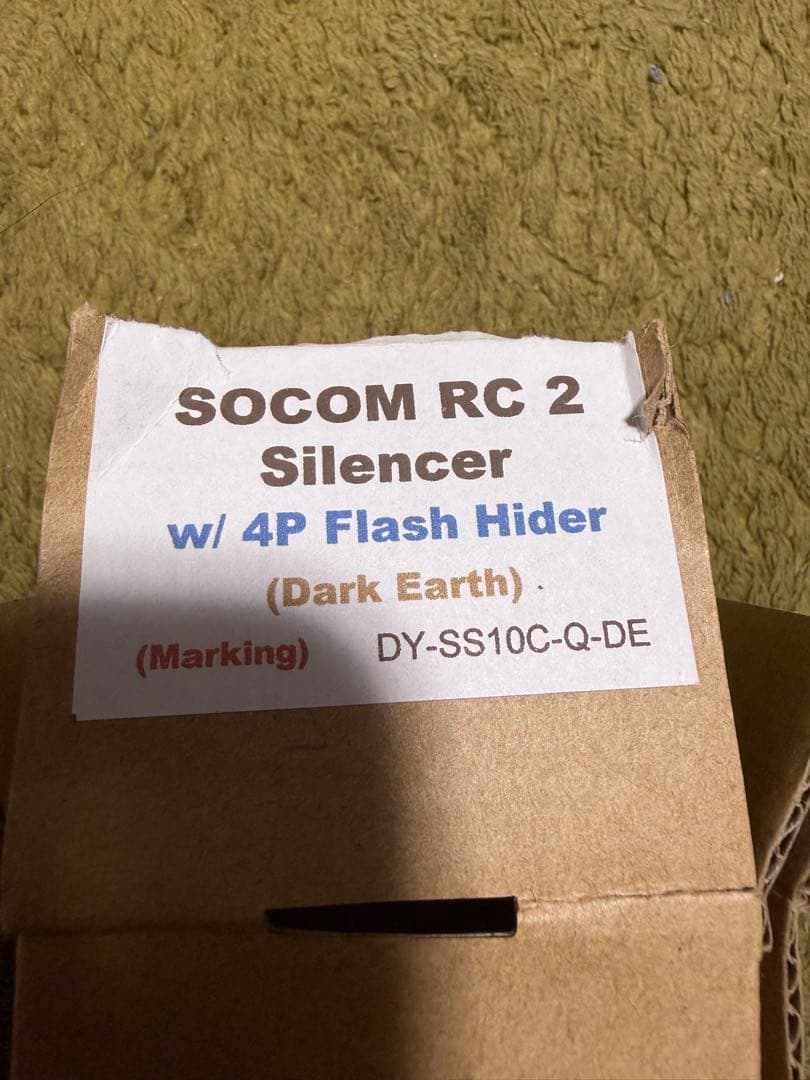 SOCOM RC 2
Silencer
w/ 4P Flash Hider
(Dark Earth)
(Marking) DY-SS10C-Q-DE